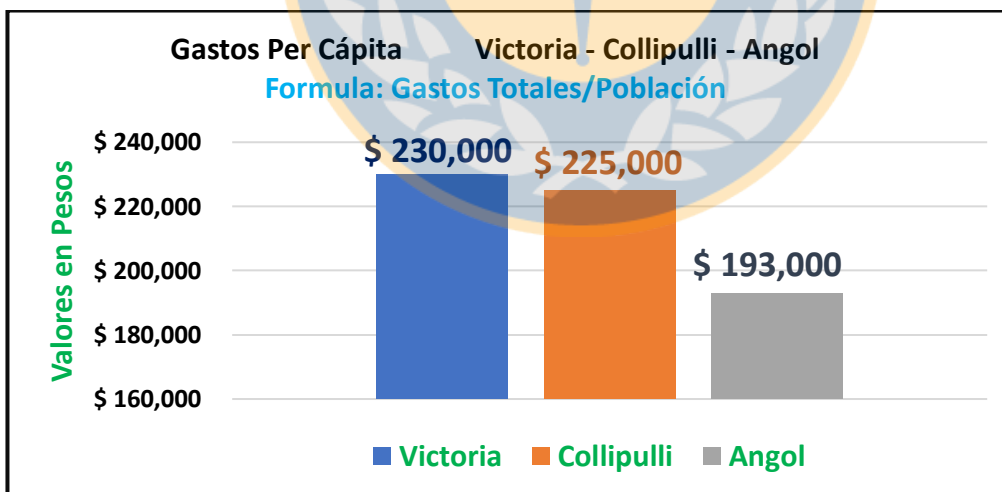 Gastos Per Cápita Victoria - Collipulli - Angol
Formula: Gastos Totales/Población
Valores en Pesos
$ 240,000
$ 220,000
$ 200,000
$ 180,000
$ 160,000
$ 230,000
$ 225,000
$ 193,000
Victoria Collipulli Angol